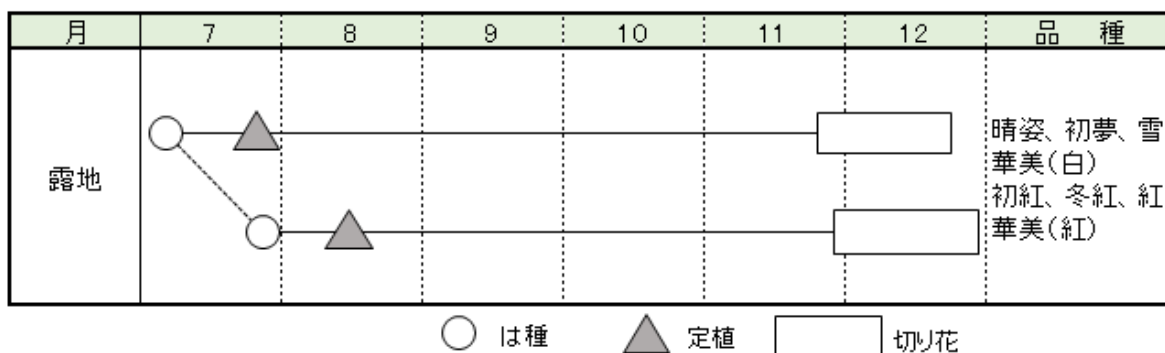 月 7 8 9 10 11 12 品 種
露地
晴姿、初夢、雪
華美(白)
初紅、冬紅、紅
華美(紅)
は種 定植 切り花